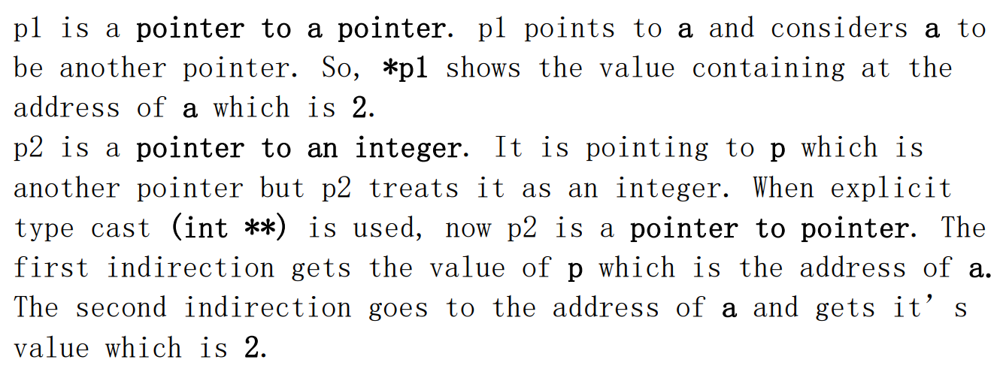 p1 is a pointer to a pointer. p1 points to a and considers a to
be another pointer. So, *p1 shows the value containing at the
address of a which is 2.
p2 is a pointer to an integer. It is pointing to p which is
another pointer but p2 treats it as an integer. When explicit
type cast (int **) is used, now p2 is a pointer to pointer. The
first indirection gets the value of p which is the address of a.
The second indirection goes to the address of a and gets it’s
value which is 2.